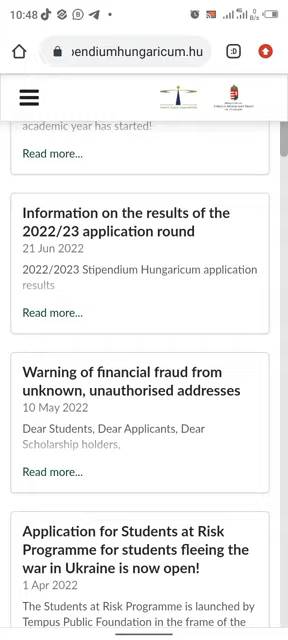 10:48
:endiumhungaricum.hu
:D
academic year has started!
Read more...
Information on the results of the
2022/23 application round
21 Jun 2022
2022/2023 Stipendium Hungaricum application
results
Read more...
Warning of financial fraud from
unknown, unauthorised addresses
10 May 2022
Dear Students, Dear Applicants, Dear
Scholarship holders,
Read more...
Application for Students at Risk
Programme for students fleeing the
war in Ukraine is now open!
1 Apr 2022
The Students at Risk Programme is launched by
Tempus Public Foundation in the frame of the